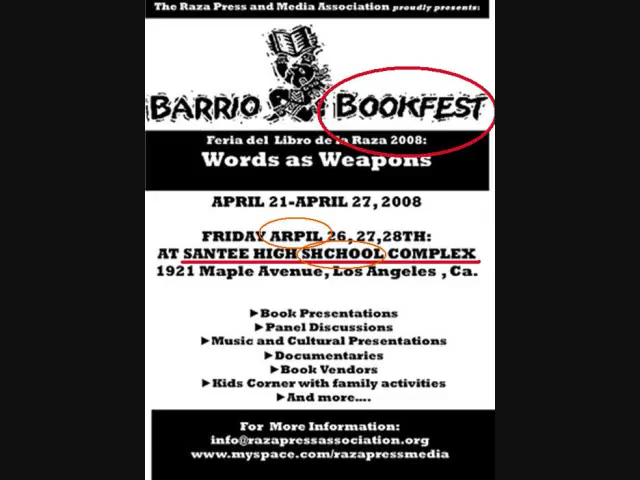 The Raza Press and Media Association proudly presents:
BARRIO BOOKFEST
Feria del Libro de la Raza 2008:
Words as Weapons
APRIL 21-APRIL 27, 2008
FRIDAY ARPIL 26, 27,28TH:
AT SANTEE HIGH SHCHOOL COMPLEX
1921 Maple Avenue, Los Angeles , Ca.
►Book Presentations
►Panel Discussions
►Music and Cultural Presentations
►Documentaries
►Book Vendors
►Kids Corner with family activities
►And more....
For More Information:
info@razapressassociation.org
www.myspace.com/razapressmedia